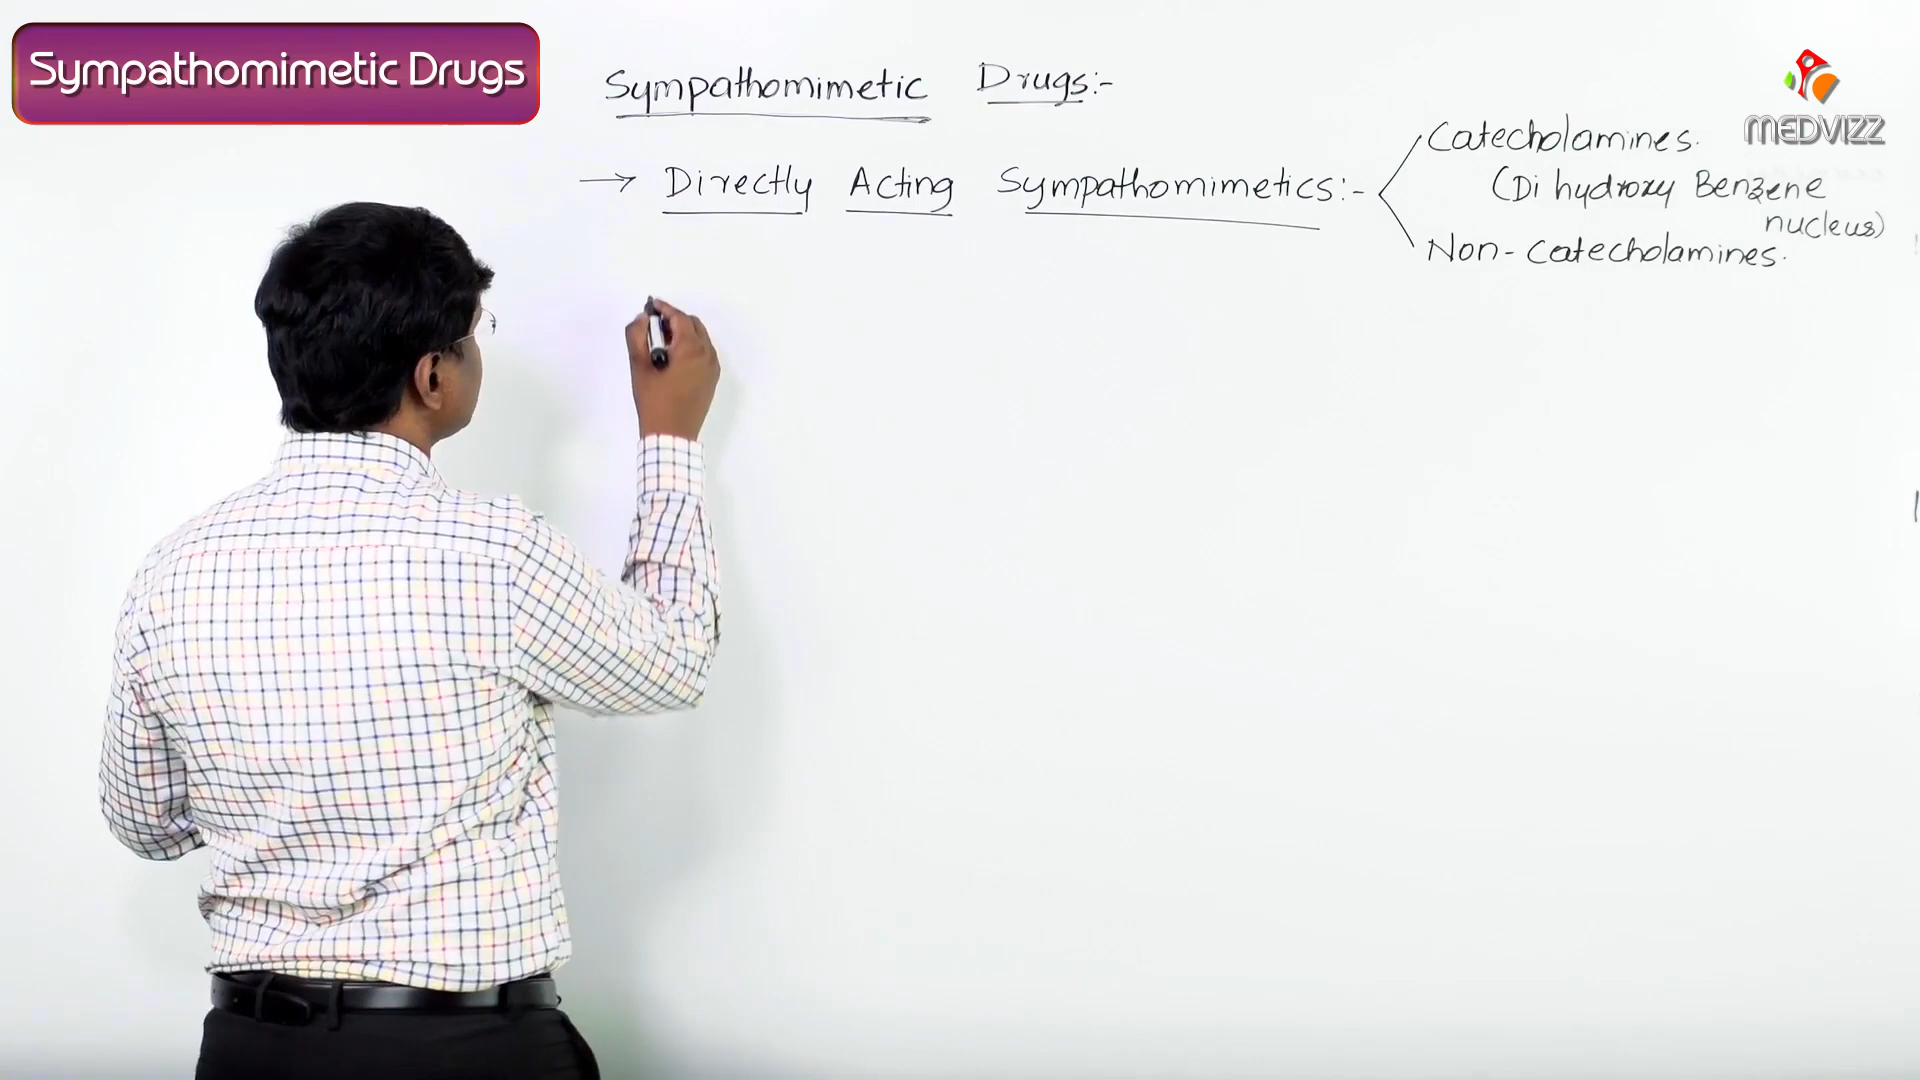 Sympathomimetic Drugs
Sympathomimetic Drugs:-
MEDVIZZ
→ Directly Acting Sympathomimetics:-
Catecholamines.
(Di hydroxy Benzene
nucleus)
Non-Catecholamines.